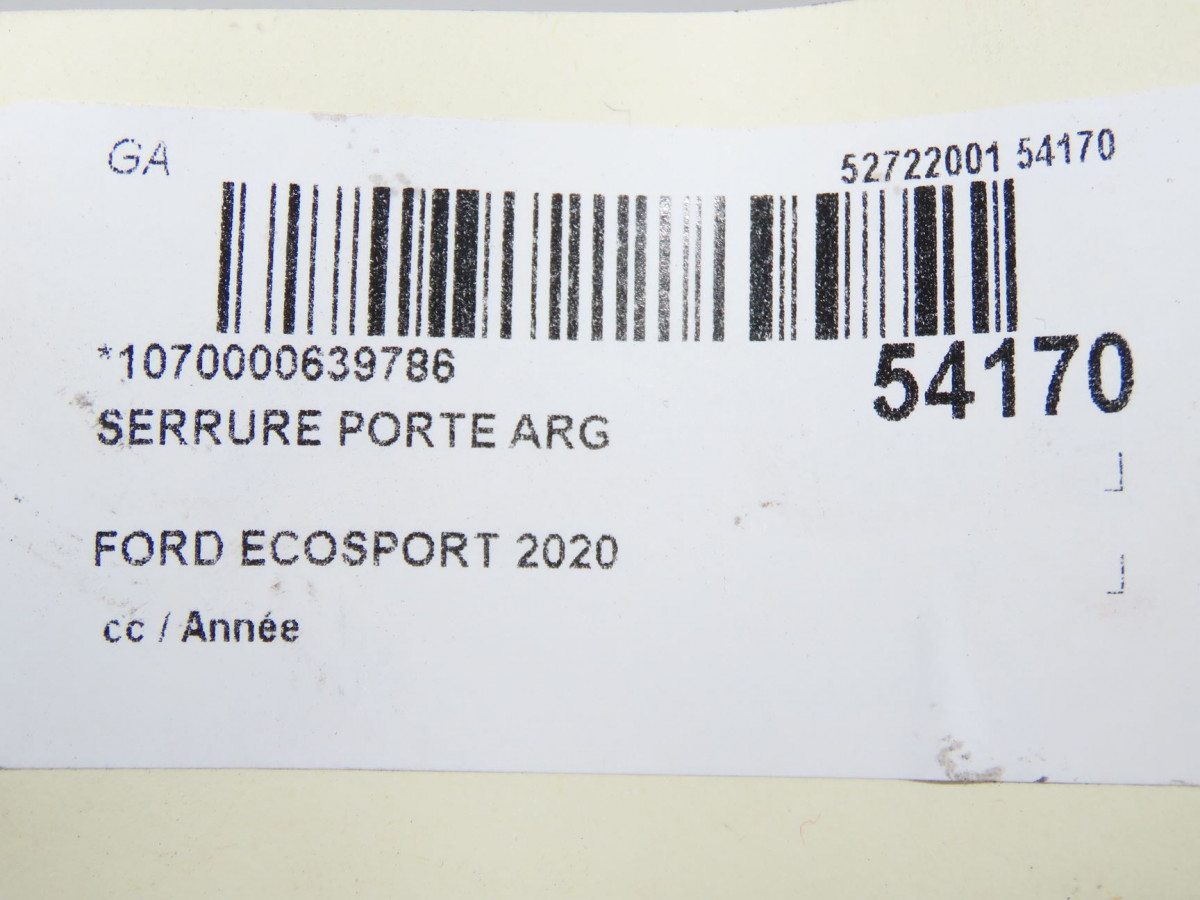 GA
52722001 54170
*1070000639786
54170
SERRURE PORTE ARG
FORD ECOSPORT 2020
cc / Année